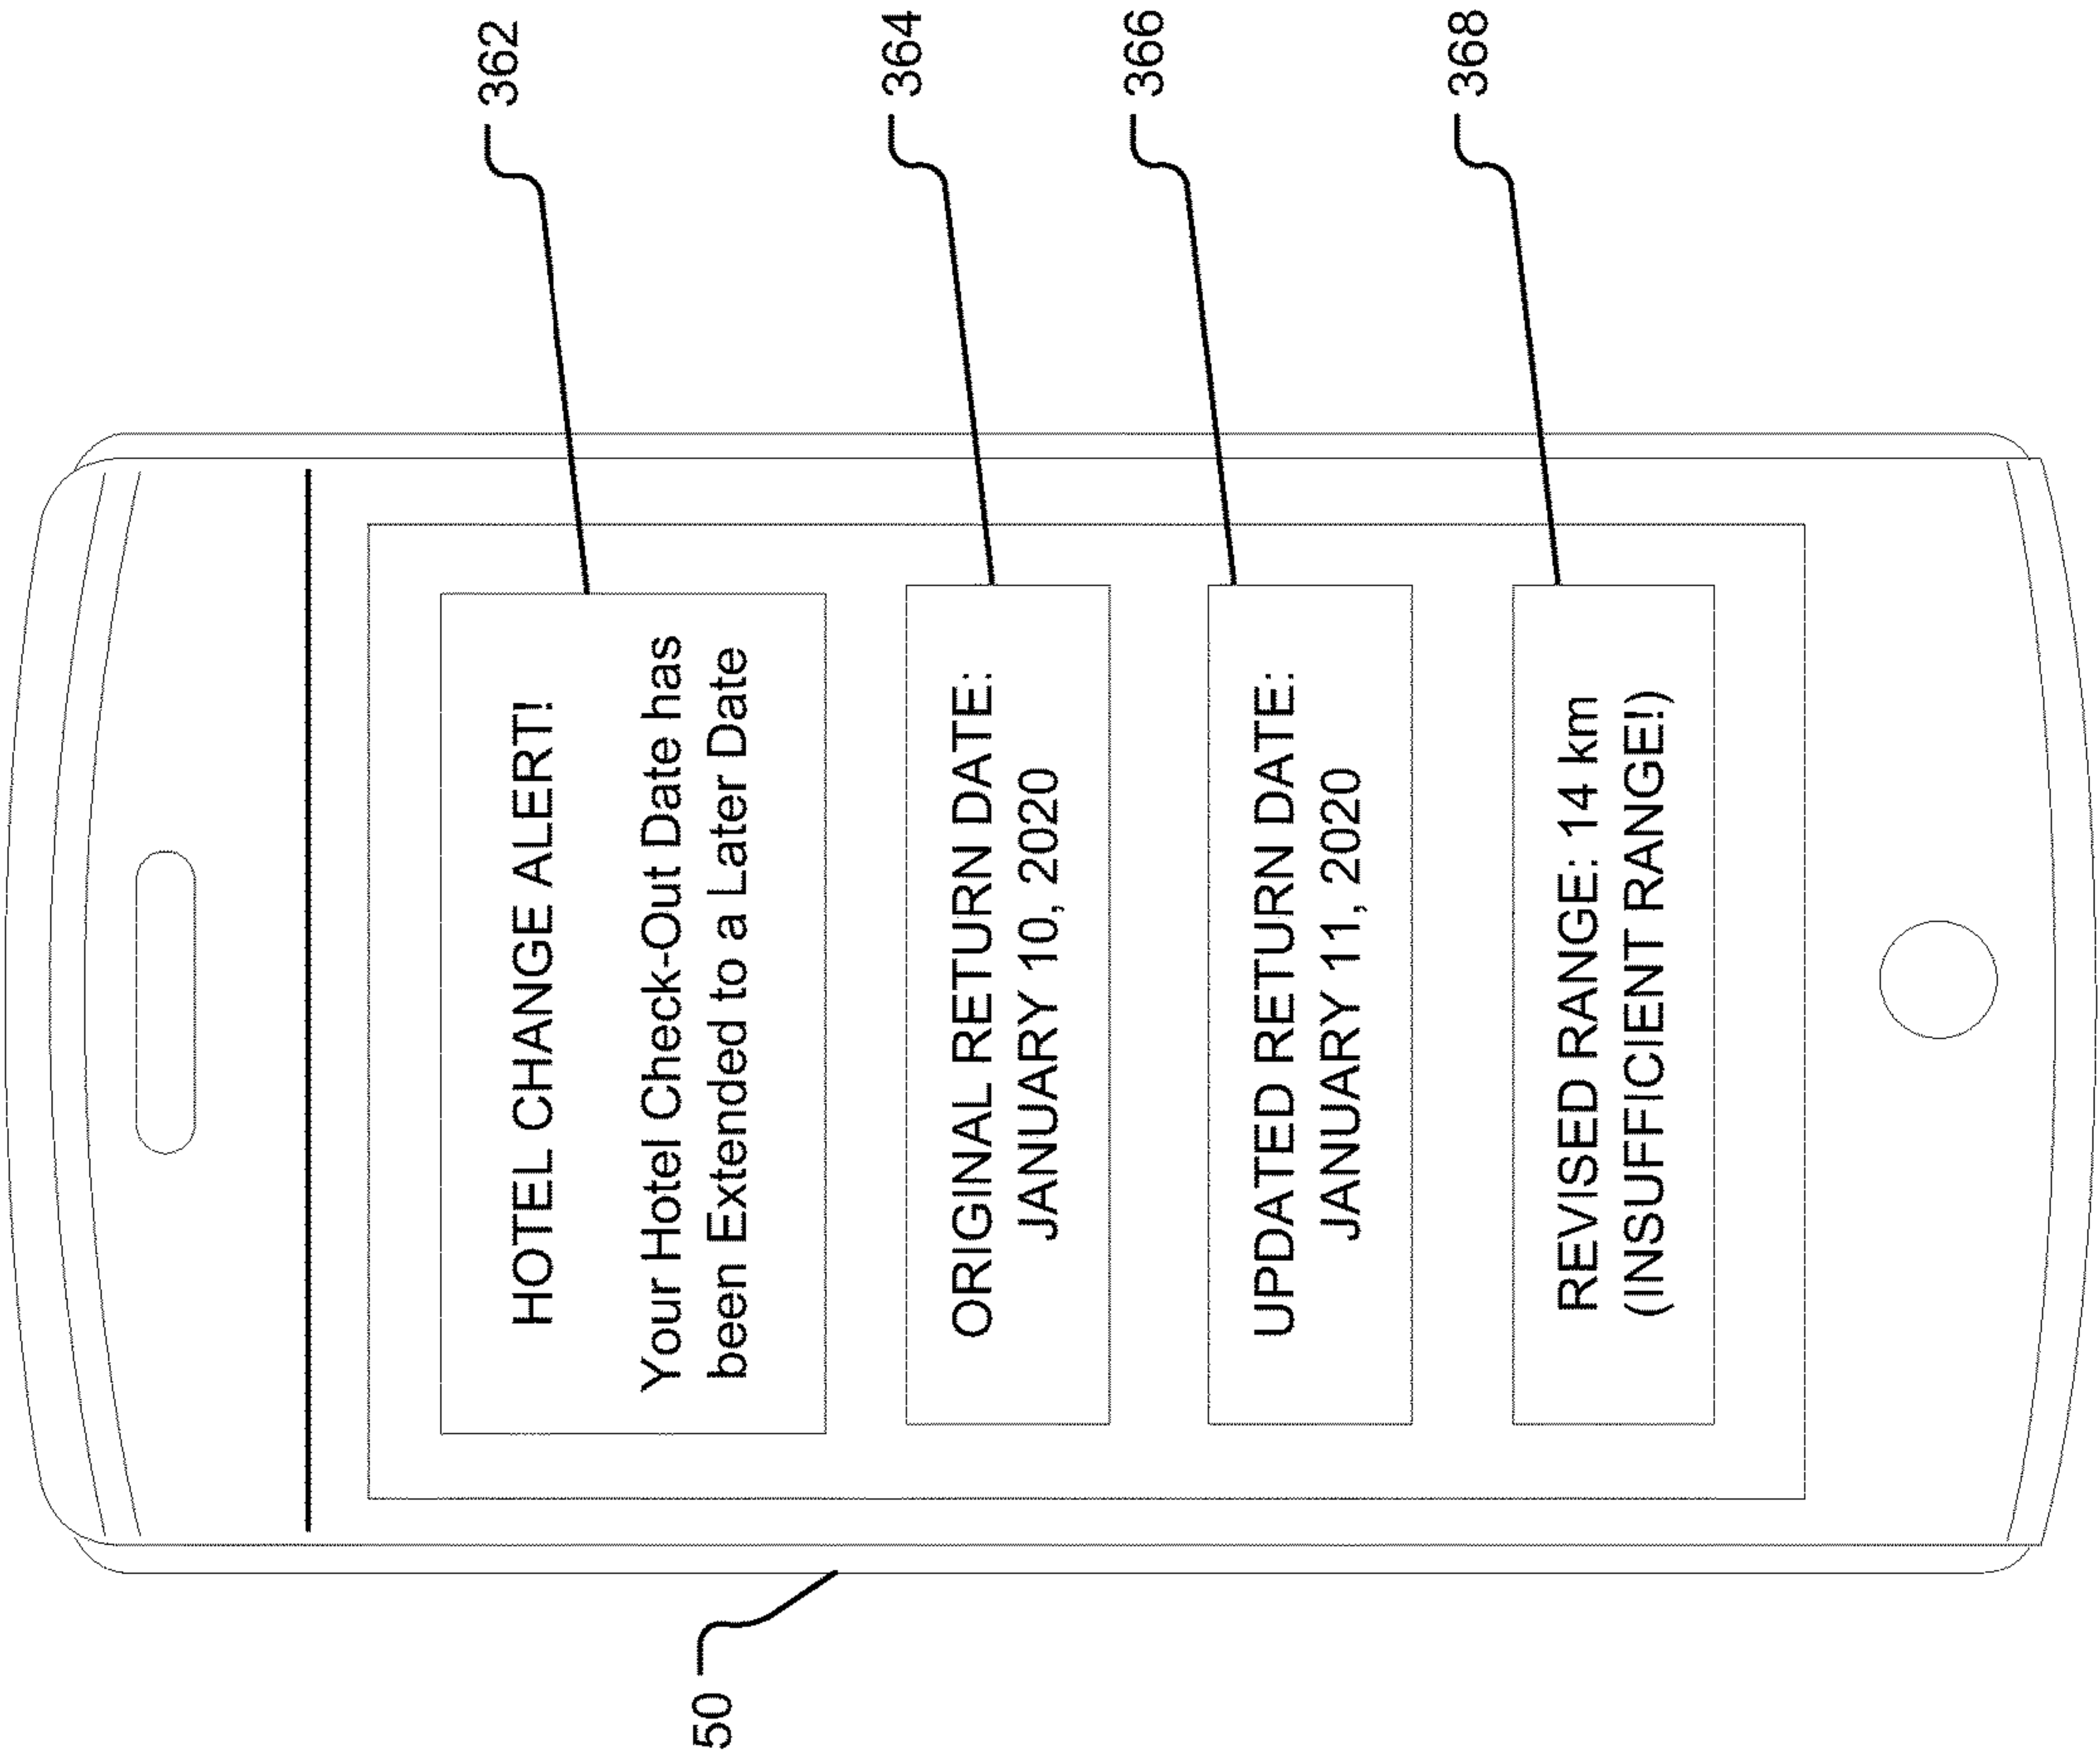 362
HOTEL CHANGE ALERT!
Your Hotel Check-Out Date has
been Extended to a Later Date
50
364
ORIGINAL RETURN DATE:
JANUARY 10, 2020
366
UPDATED RETURN DATE:
JANUARY 11, 2020
368
REVISED RANGE: 14 km
(INSUFFICIENT RANGE!)